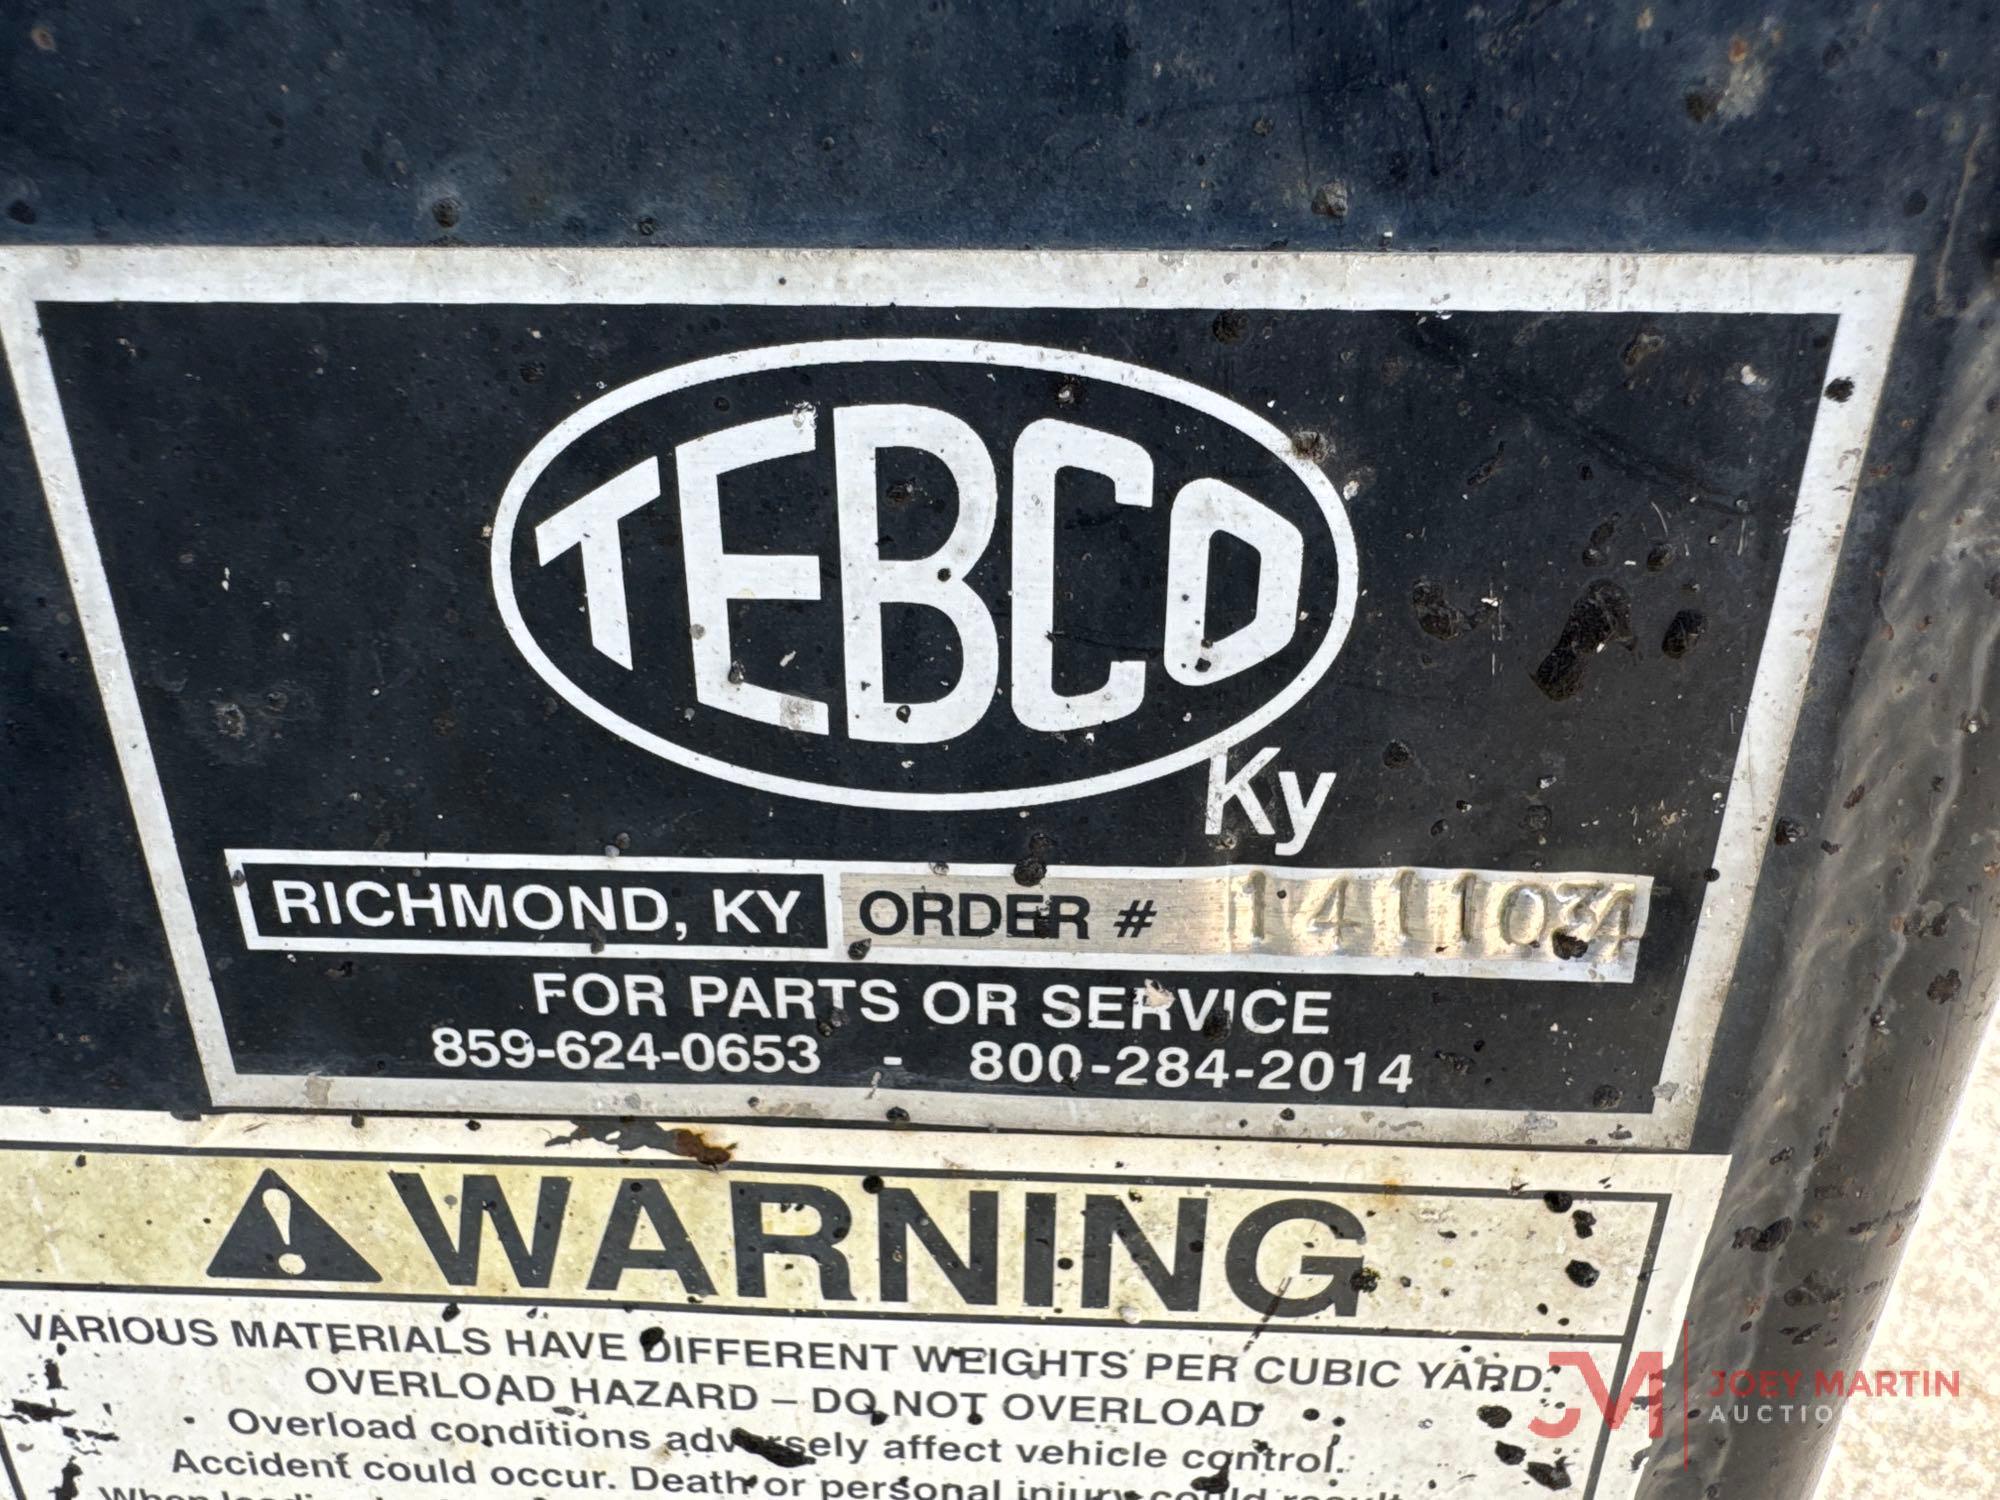 TEBCO
Ky
RICHMOND, KY ORDER # 1411034
FOR PARTS OR SERVICE
859-624-0653 - 800-284-2014
WARNING
VARIOUS MATERIALS HAVE DIFFERENT WEIGHTS PER CUBIC YARD.
OVERLOAD HAZARD – DO NOT OVERLOAD
Overload conditions adversely affect vehicle control.
Accident could occur. Death or personal injury could result.
JM JOEY MARTIN